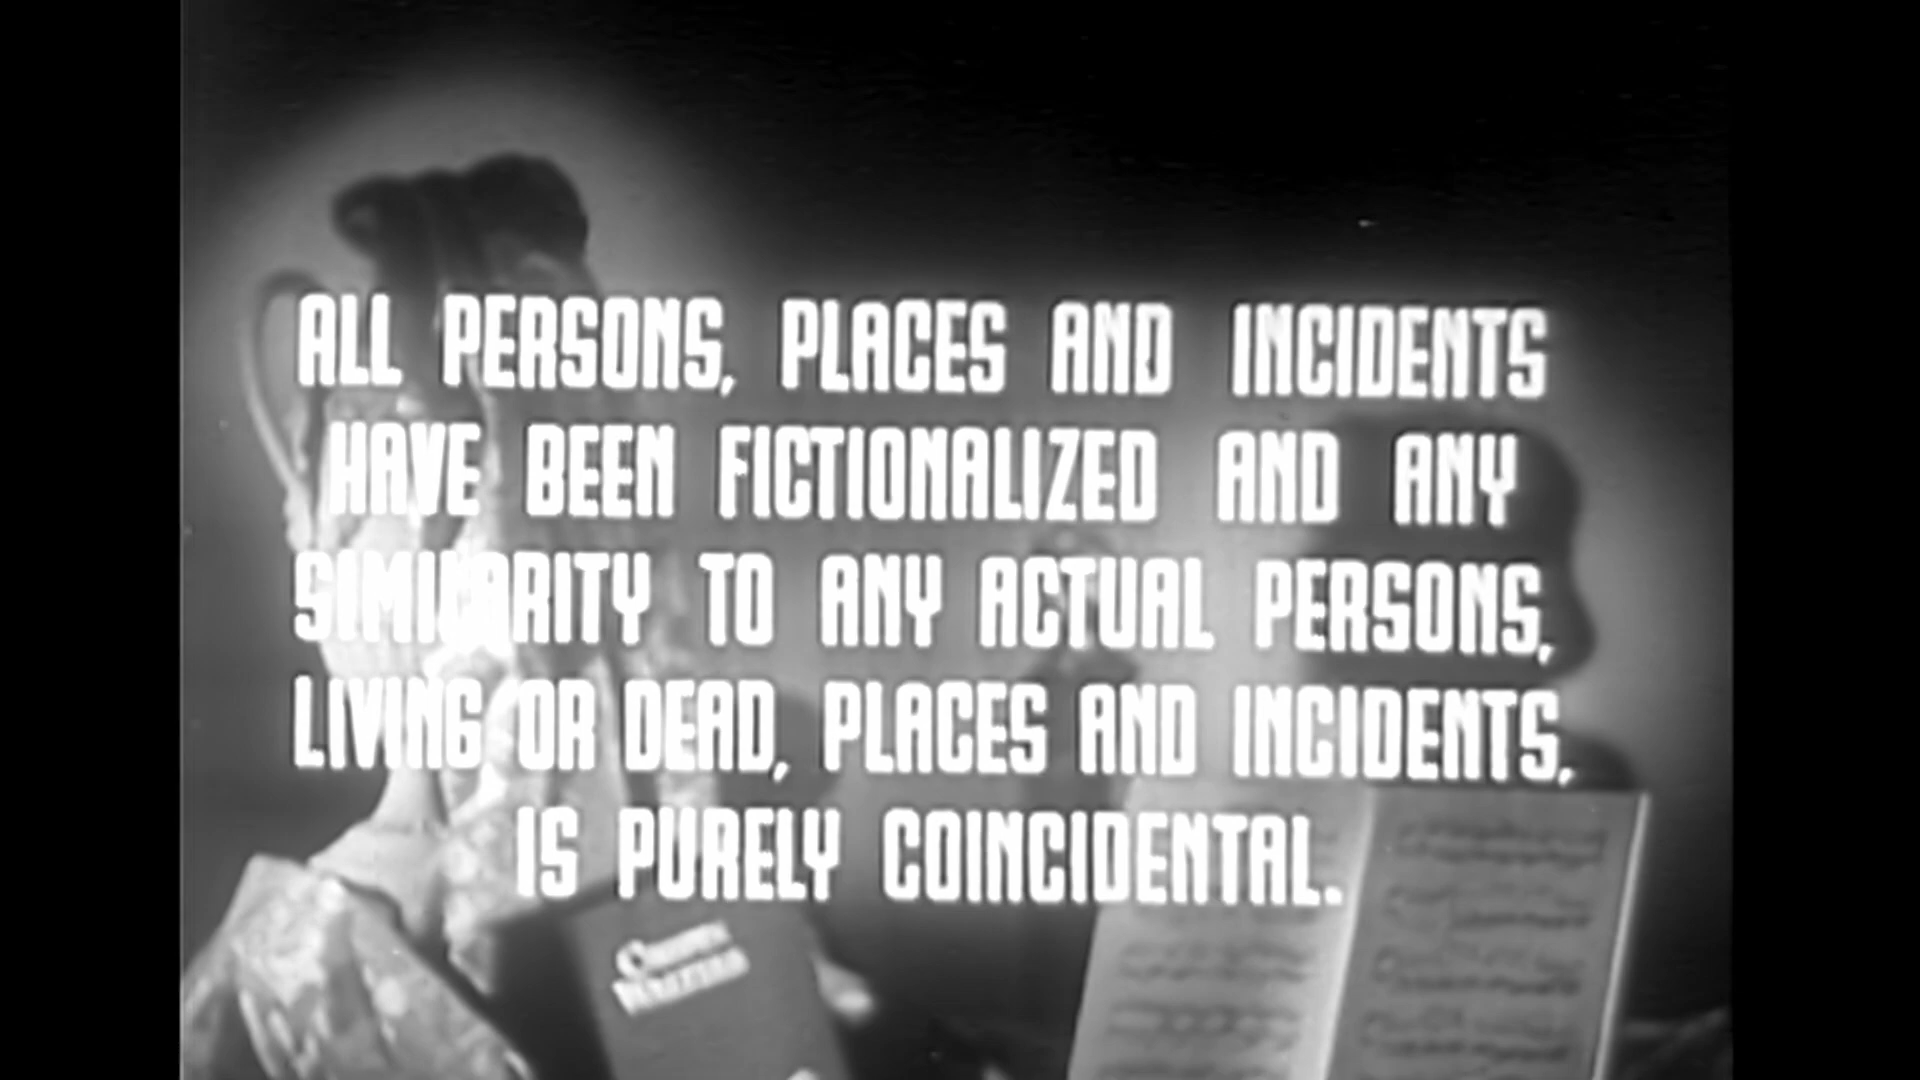 ALL PERSONS, PLACES AND INCIDENTS
HAVE BEEN FICTIONALIZED AND ANY
SIMILARITY TO ANY ACTUAL PERSONS,
LIVING OR DEAD, PLACES AND INCIDENTS,
IS PURELY COINCIDENTAL.